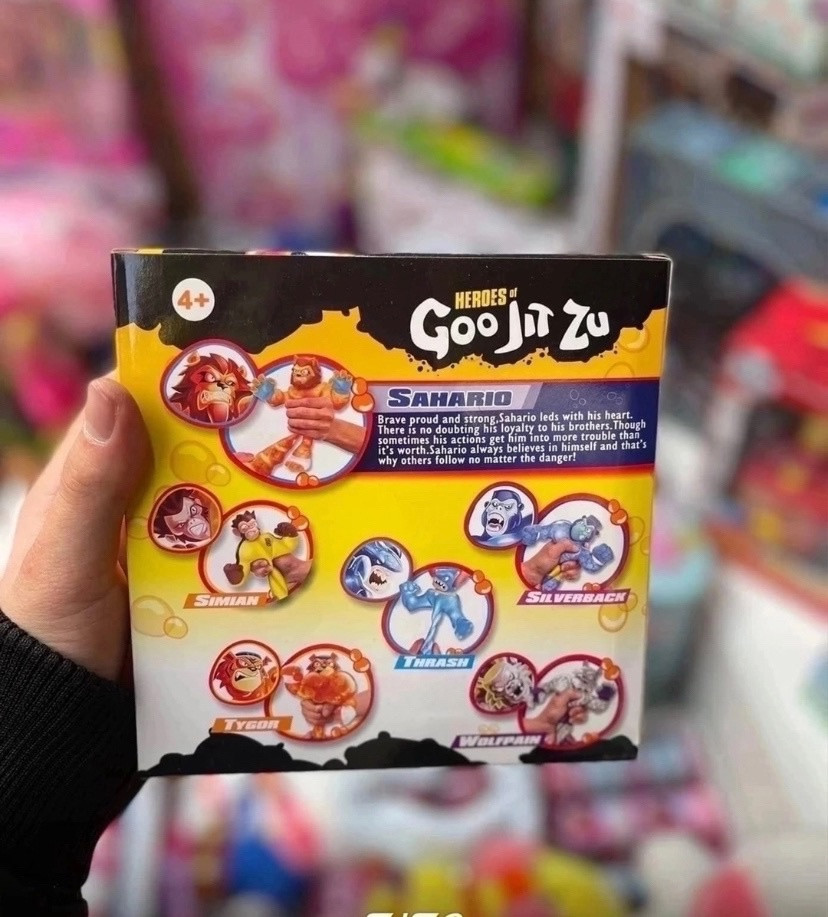 4+
HEROES of
GOO JIT ZU
SAHARIO
Brave proud and strong,Sahario leds with his heart.
There is no doubting his loyalty to his brothers.Though
sometimes his actions get him into more trouble than
it's worth.Sahario always believes in himself and that's
why others follow no matter the danger!
SIMIAN
SILVERBACK
THRASH
TYGOR
WOLFPAIN